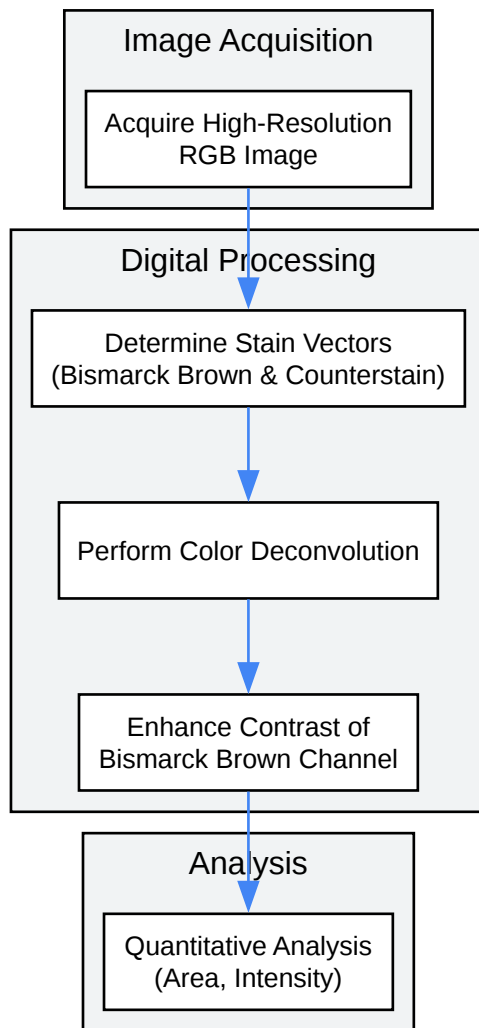 Image Acquisition
Acquire High-Resolution
RGB Image
Digital Processing
Determine Stain Vectors
(Bismarck Brown & Counterstain)
Perform Color Deconvolution
Enhance Contrast of
Bismarck Brown Channel
Analysis
Quantitative Analysis
(Area, Intensity)